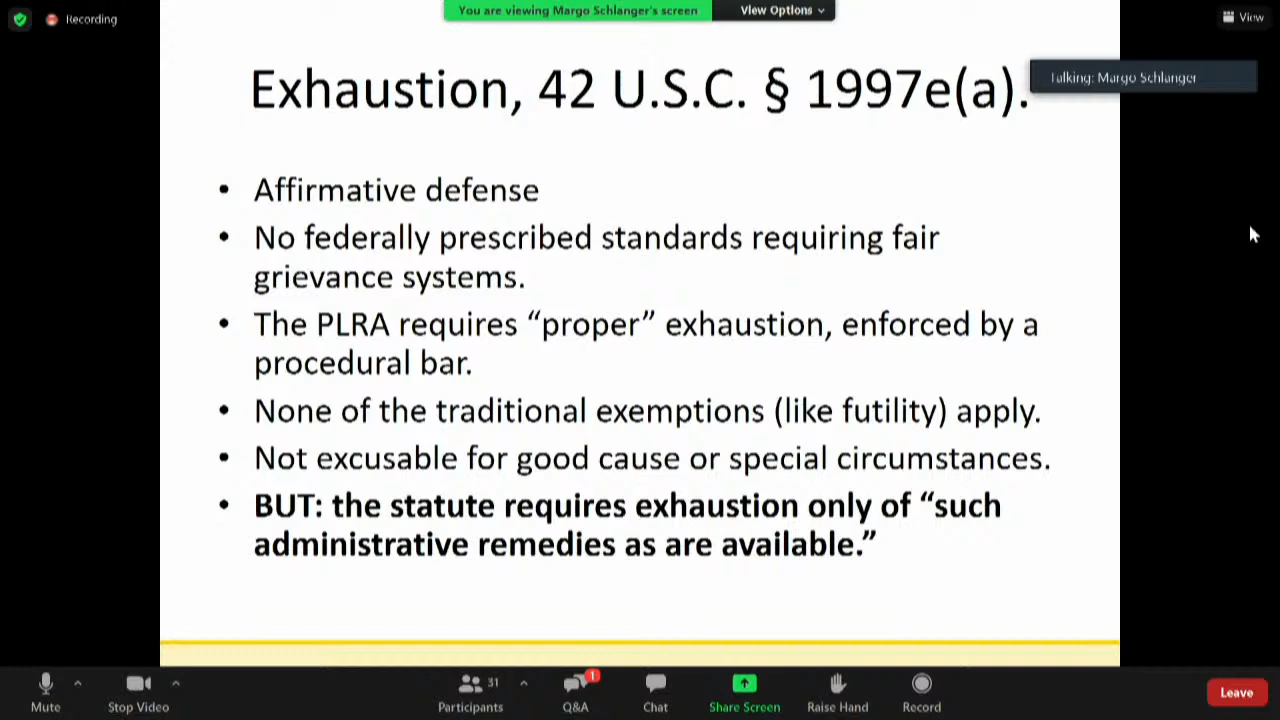 You are viewing Margo Schlanger's screen
View Options
Recording
View
Talking: Margo Schlanger
Exhaustion, 42 U.S.C. § 1997e(a).
• Affirmative defense
• No federally prescribed standards requiring fair
grievance systems.
• The PLRA requires “proper” exhaustion, enforced by a
procedural bar.
• None of the traditional exemptions (like futility) apply.
• Not excusable for good cause or special circumstances.
• BUT: the statute requires exhaustion only of “such
administrative remedies as are available.”
31
1
Mute
Stop Video
Participants
Q&A
Chat
Share Screen
Raise Hand
Record
Leave